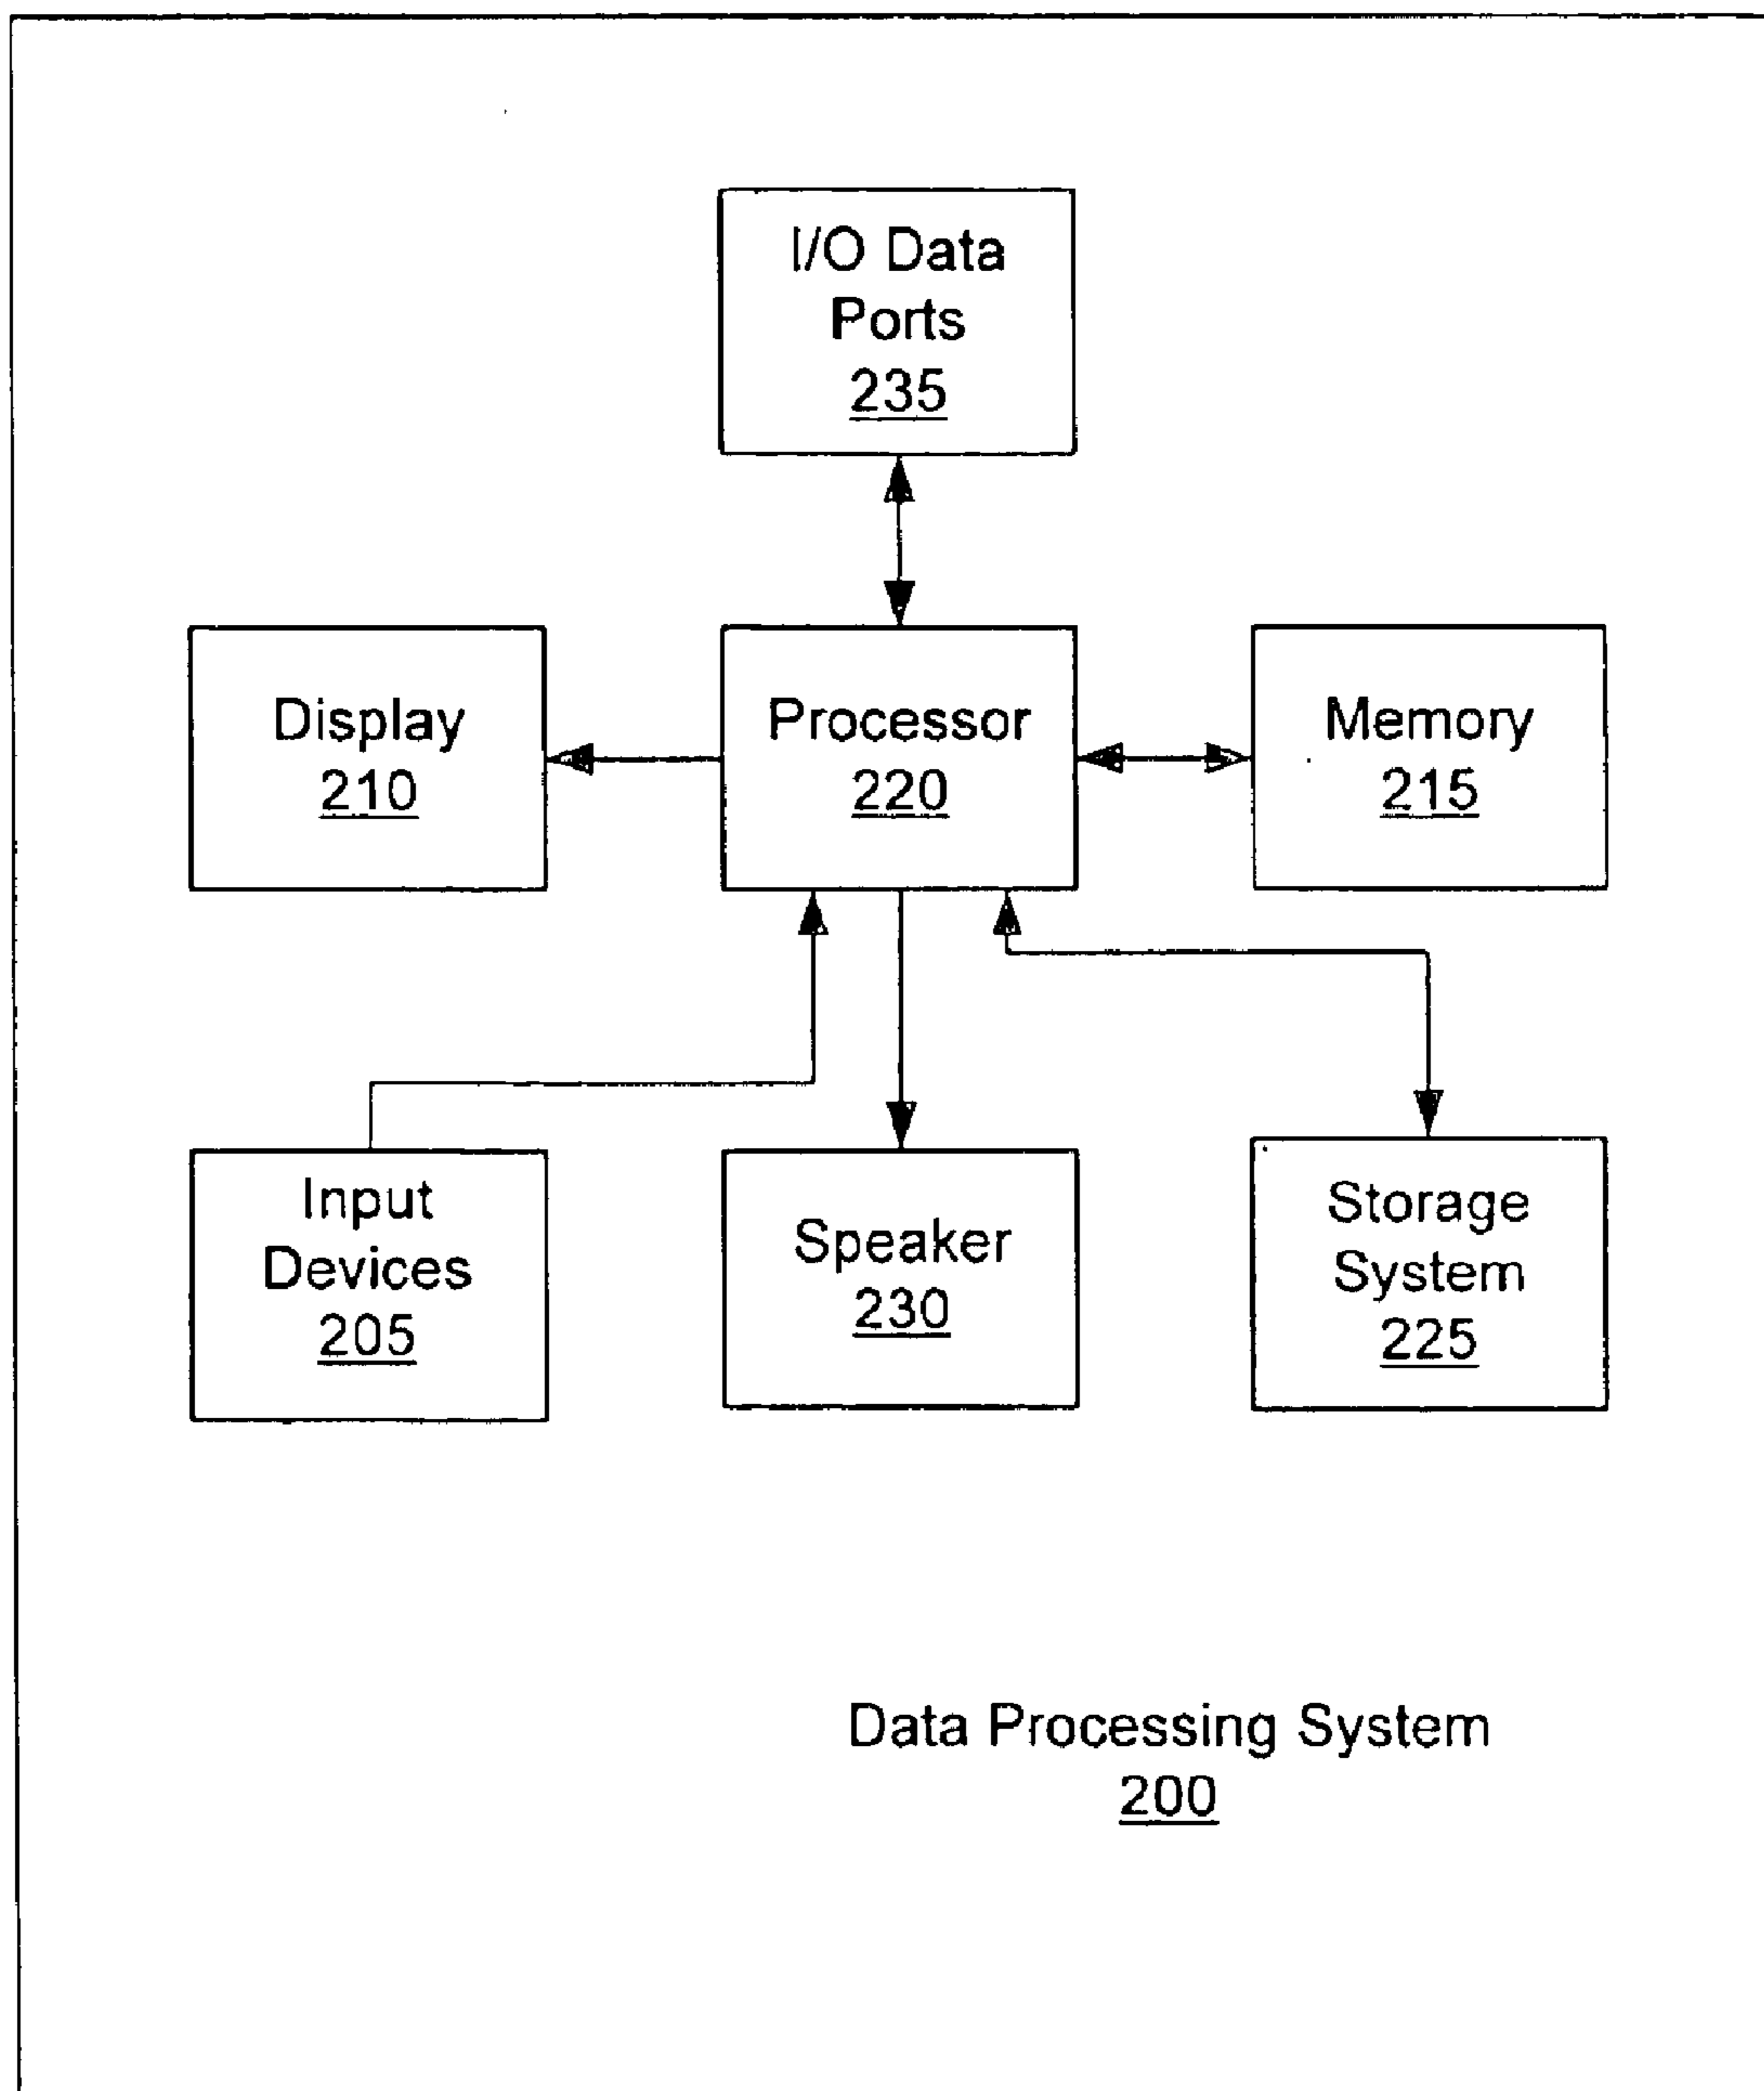 I/O Data
Ports
235
Display
210
Processor
220
Memory
215
Input
Devices
205
Speaker
230
Storage
System
225
Data Processing System
200